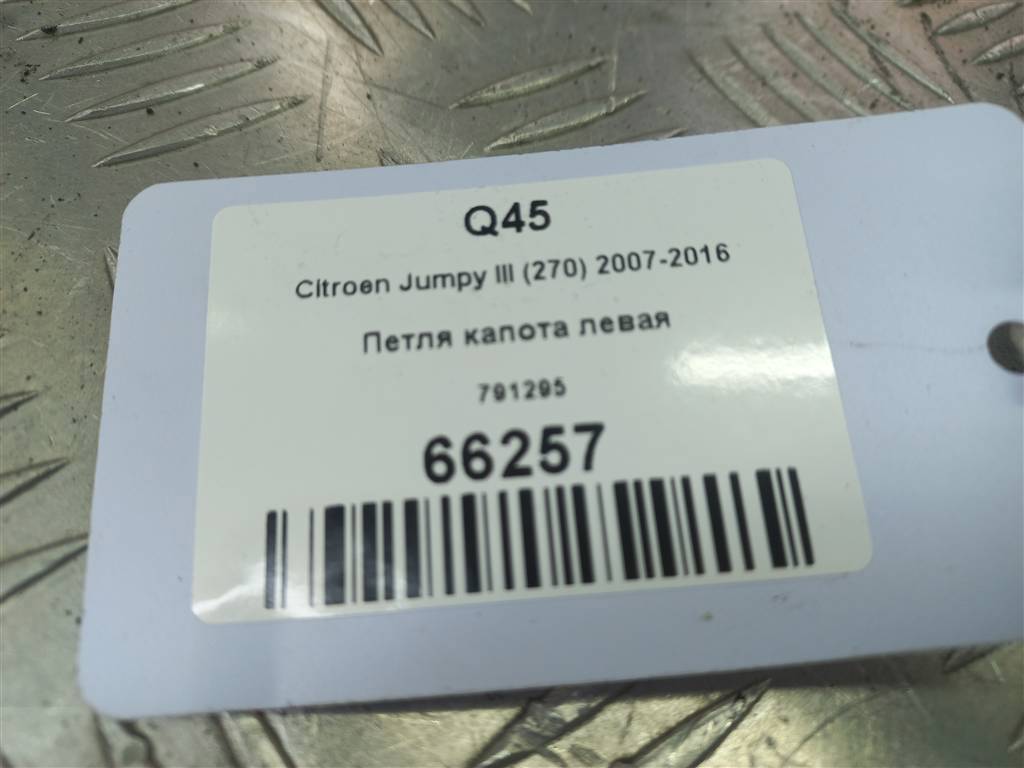 Q45
Citroen Jumpy III (270) 2007-2016
Петля капота левая
791295
66257